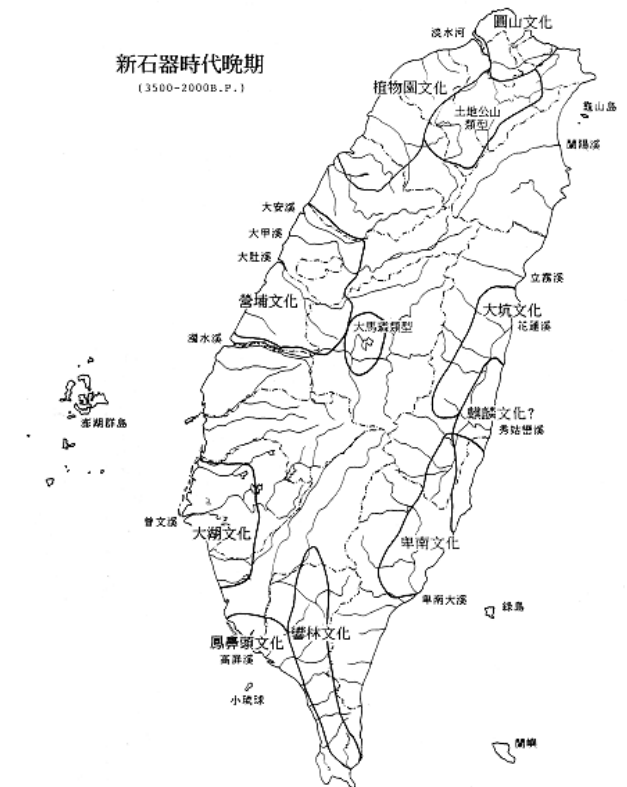 新石器時代晚期
(3500-2000B.P.)
圓山文化
淡水河
植物園文化
土地公山
類型
龜山島
蘭陽溪
大安溪
大甲溪
大肚溪
立霧溪
營埔文化
大坑文化
花蓮溪
大馬璘類型
濁水溪
麒麟文化?
秀姑巒溪
澎湖群島
曾文溪
大湖文化
卑南文化
卑南大溪
綠島
鳳鼻頭文化
響林文化
高屏溪
小琉球
蘭嶼